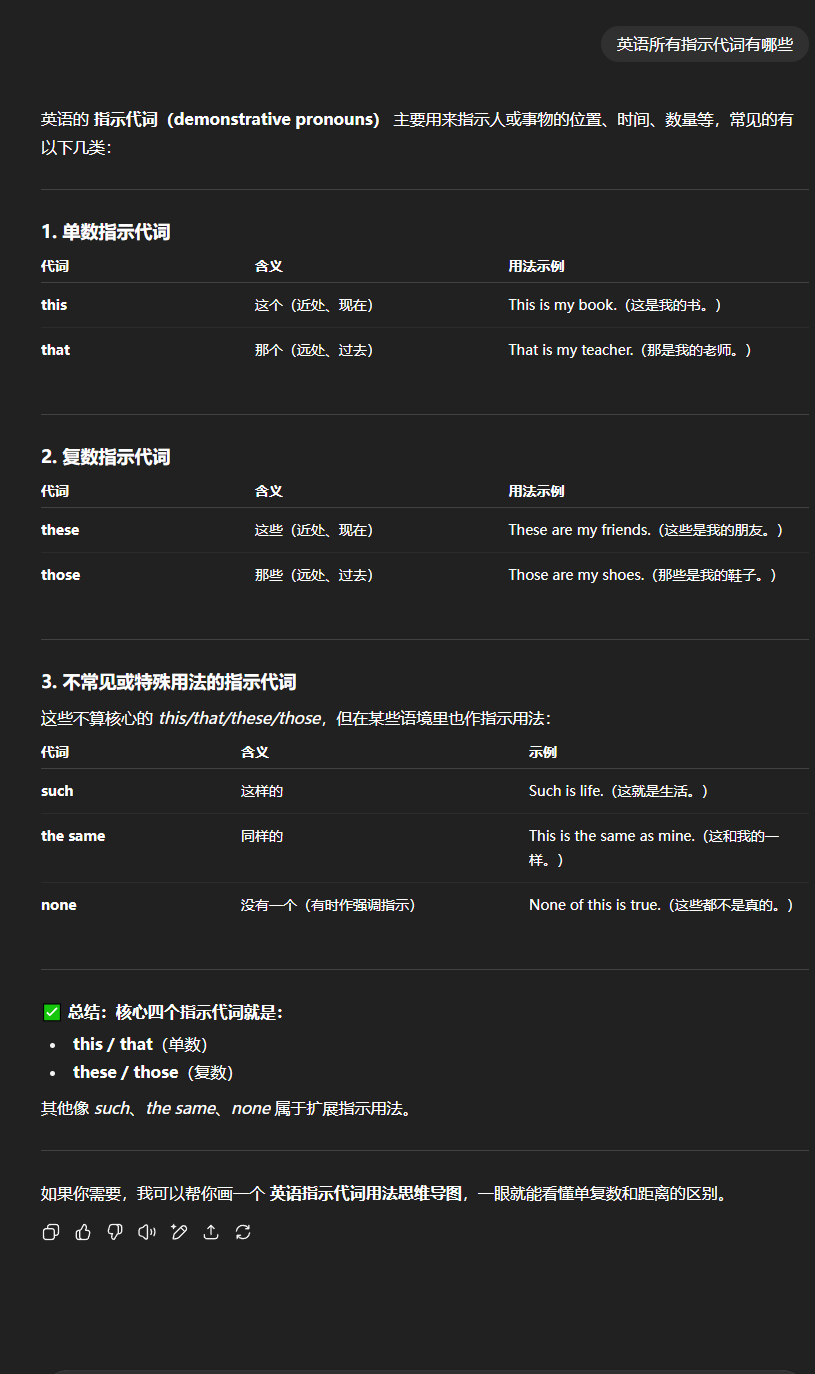 英语所有指示代词有哪些
英语的 指示代词（demonstrative pronouns） 主要用来指示人或事物的位置、时间、数量等，常见的有
以下几类：
1. 单数指示代词
代词 含义 用法示例
this 这个（近处、现在） This is my book.（这是我的书。）
that 那个（远处、过去） That is my teacher.（那是我的老师。）
2. 复数指示代词
代词 含义 用法示例
these 这些（近处、现在） These are my friends.（这些是我的朋友。）
those 那些（远处、过去） Those are my shoes.（那些是我的鞋子。）
3. 不常见或特殊用法的指示代词
这些不算核心的 this/that/these/those，但在某些语境里也作指示用法：
代词 含义 示例
such 这样的 Such is life.（这就是生活。）
the same 同样的 This is the same as mine.（这和我的一
样。）
none 没有一个（有时作强调指示） None of this is true.（这些都不是真的。）
✅ 总结：核心四个指示代词就是：
• this / that（单数）
• these / those（复数）
其他像 such、the same、none 属于扩展指示用法。
如果你需要，我可以帮你画一个 英语指示代词用法思维导图，一眼就能看懂单复数和距离的区别。